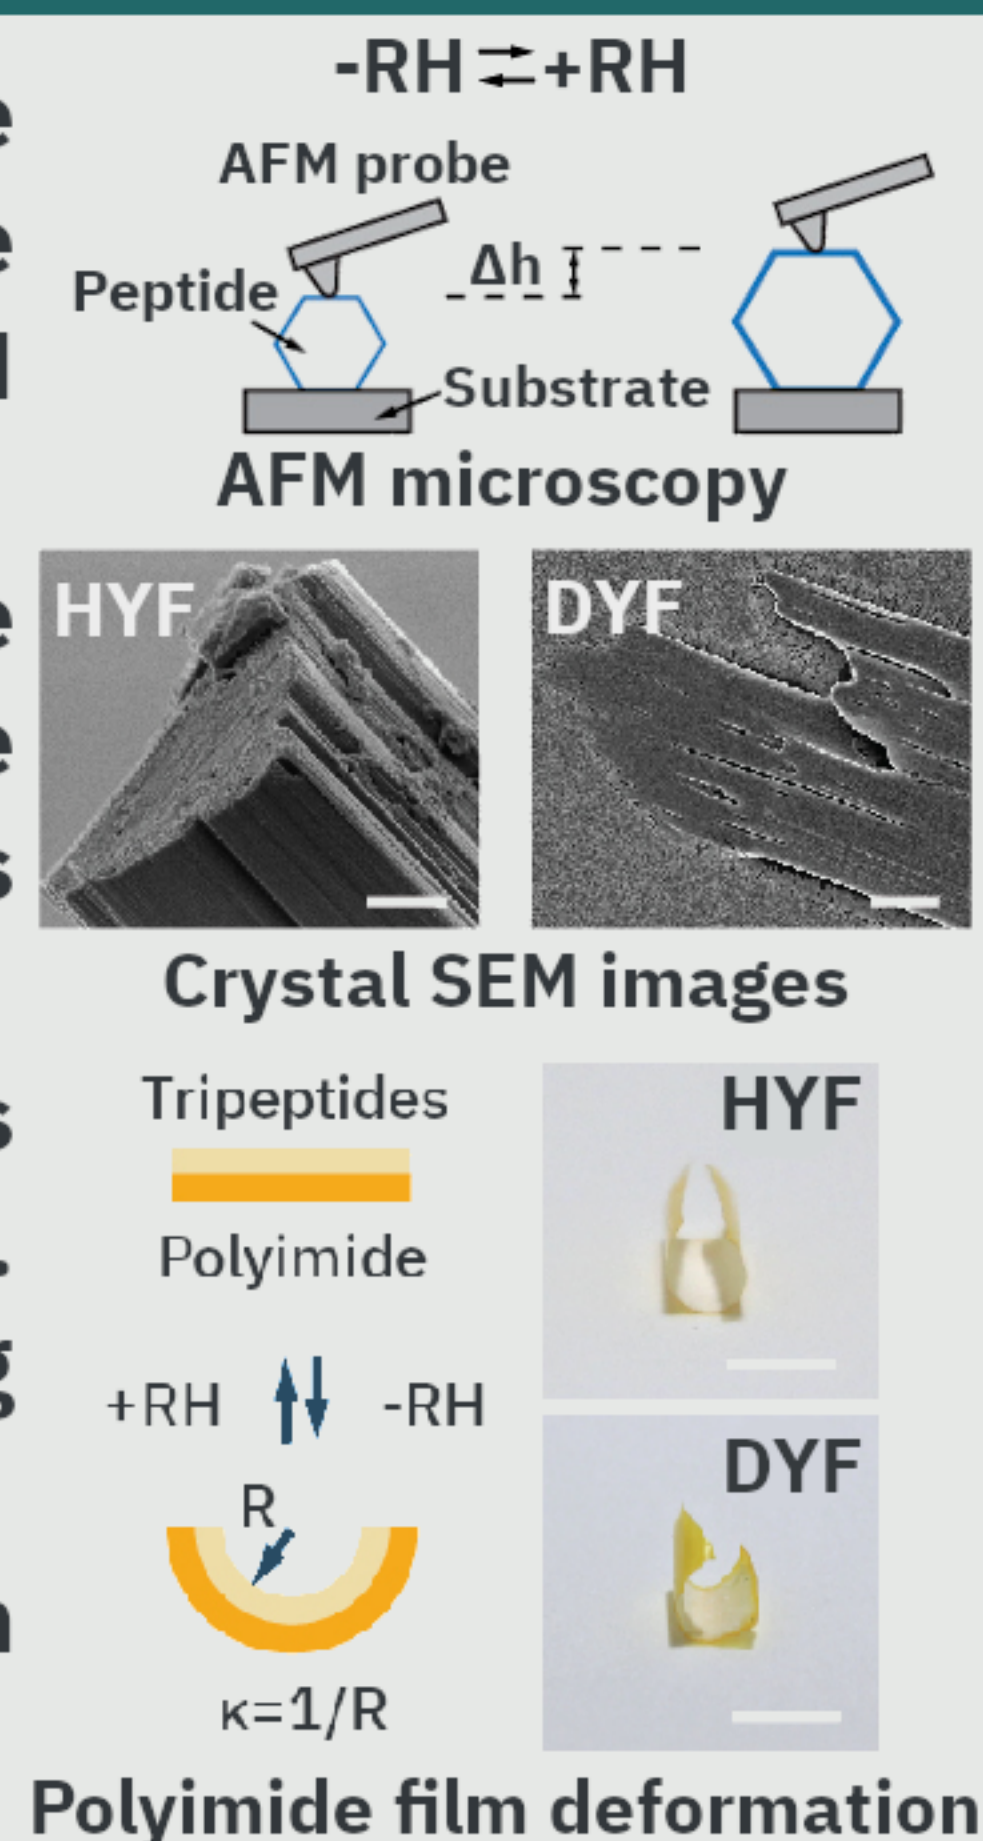 -RH ⇄ +RH
AFM probe
Δh
Peptide
Substrate
AFM microscopy
HYF
DYF
Crystal SEM images
Tripeptides
HYF
Polyimide
+RH
-RH
DYF
R
κ=1/R
Polyimide film deformation